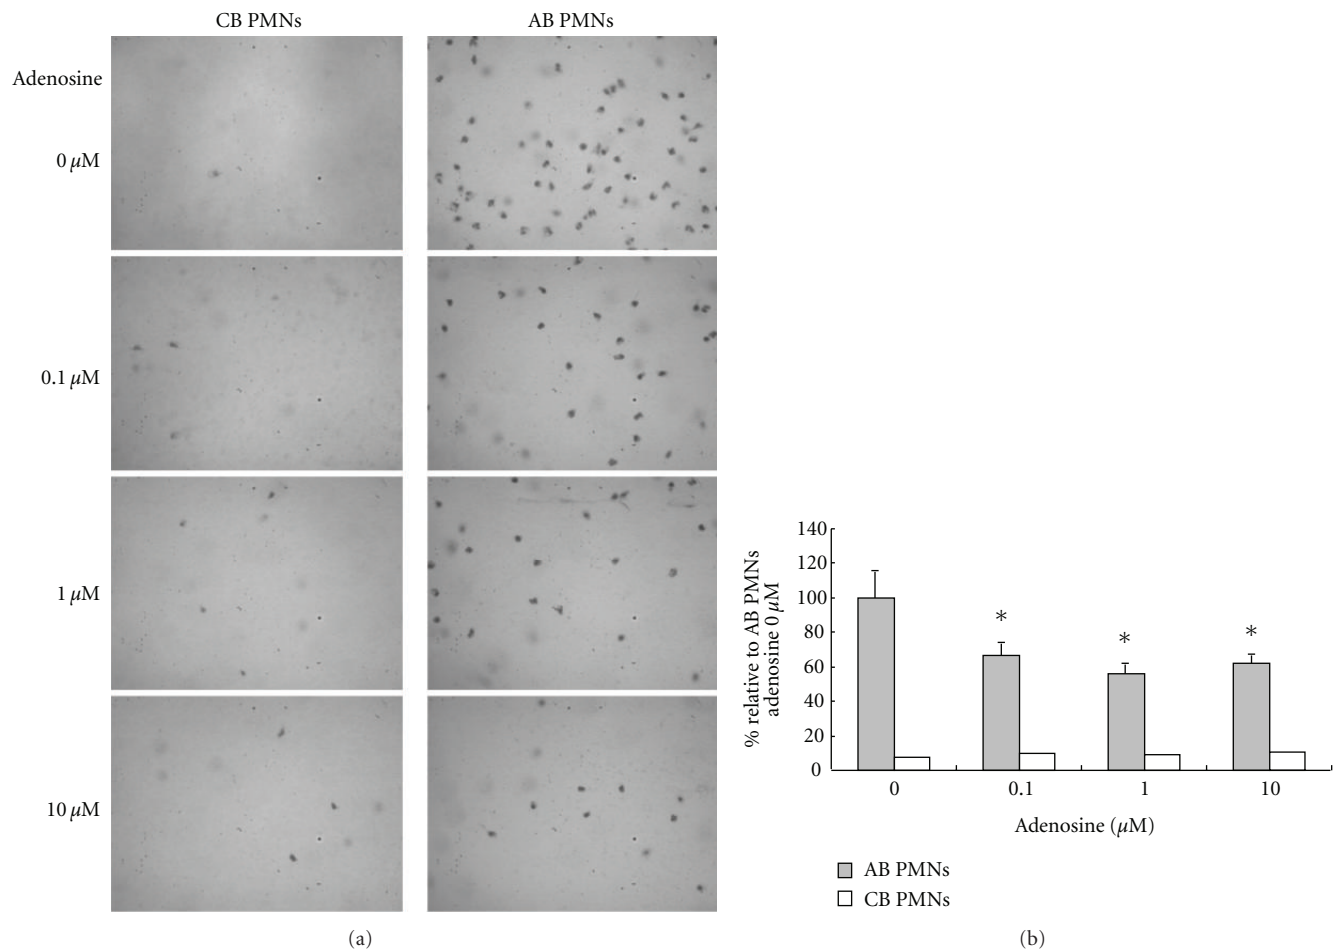 CB PMNs
AB PMNs
Adenosine
0 μM
0.1 μM
1 μM
10 μM
(a)
% relative to AB PMNs
adenosine 0 μM
140
120
100
80
60
40
20
0
*
*
*
0
0.1
1
10
Adenosine (μM)
AB PMNs
CB PMNs
(b)